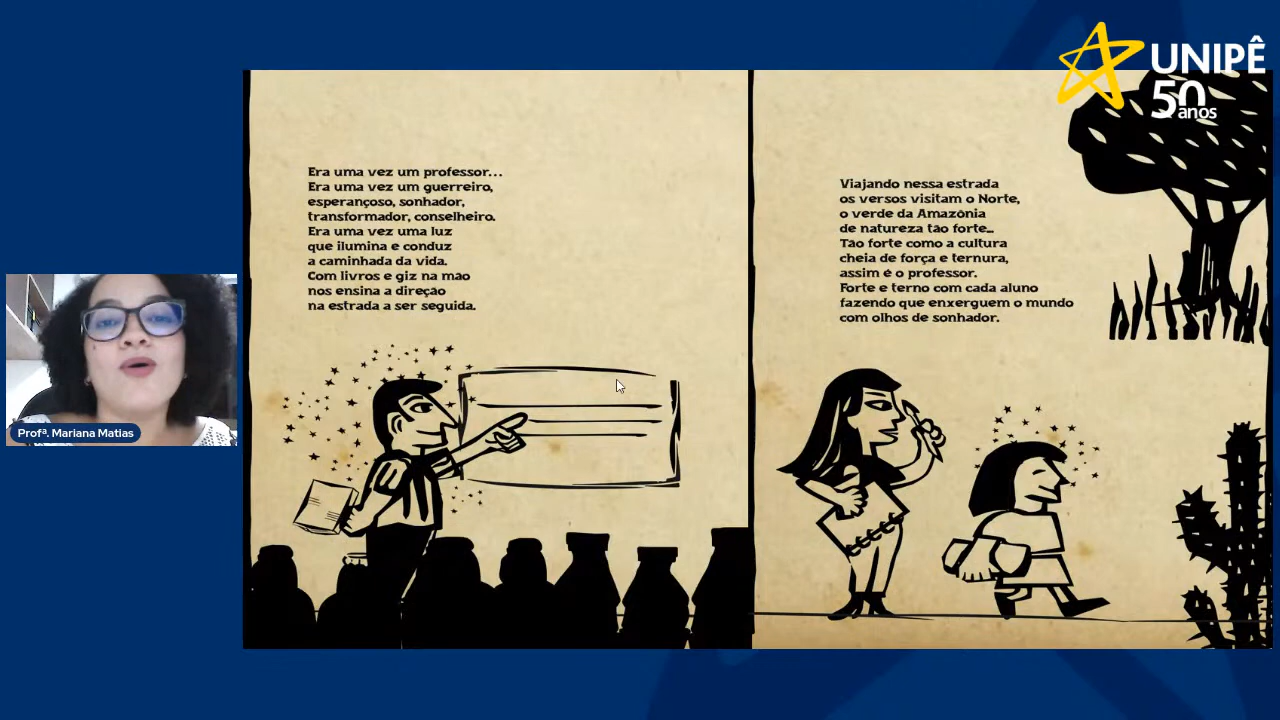 UNIPÊ
50
anos
Era uma vez um professor...
Era uma vez um guerreiro,
esperançoso, sonhador,
transformador, conselheiro.
Era uma vez uma luz
que ilumina e conduz
a caminhada da vida.
Com livros e giz na mão
nos ensina a direção
na estrada a ser seguida.
Viajando nessa estrada
os versos visitam o Norte,
o verde da Amazônia
de natureza tão forte...
Tão forte como a cultura
cheia de força e ternura,
assim é o professor.
Forte e terno com cada aluno
fazendo que enxerguem o mundo
com olhos de sonhador.
Profª. Mariana Matias